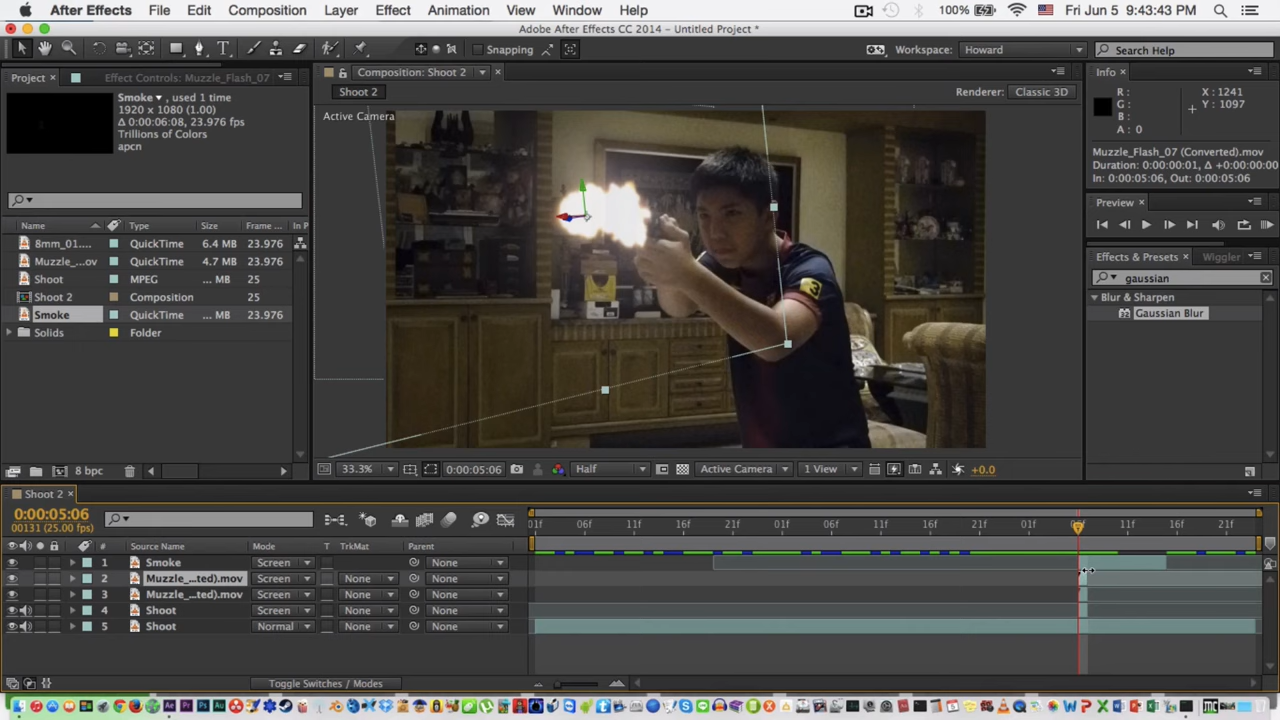 After Effects File Edit Composition Layer Effect Animation View Window Help 100% Fri Jun 5 9:43:43 PM
Adobe After Effects CC 2014 - Untitled Project *
Snapping Workspace: Howard Search Help
Project Effect Controls: Muzzle_Flash_07
Smoke , used 1 time
1920 x 1080 (1.00)
Δ 0:00:06:08, 23.976 fps
Trillions of Colors
apcn
Name Type Size Frame ... In P
8mm_01.... QuickTime 6.4 MB 23.976
Muzzle_...ov QuickTime 4.7 MB 23.976
Shoot MPEG ... MB 25
Shoot 2 Composition 25
Smoke QuickTime ... MB 23.976
Solids Folder
8 bpc
Composition: Shoot 2
Shoot 2 Renderer: Classic 3D
Active Camera
3
33.3% 0:00:05:06 Half Active Camera 1 View +0.0
Info
R : X : 1241
G : Y : 1097
B :
A : 0
Muzzle_Flash_07 (Converted).mov
Duration: 0:00:00:01, Δ +0:00:00:0
In: 0:00:05:06, Out: 0:00:05:06
Preview
Effects & Presets Wiggler
gaussian
Blur & Sharpen
Gaussian Blur
Shoot 2
0:00:05:06
00131 (25.00 fps)
01f 06f 11f 16f 21f 01f 06f 11f 16f 21f 01f 06f 11f 16f 21f
# Source Name Mode T TrkMat Parent
1 Smoke Screen None
2 Muzzle_...ted).mov Screen None None
3 Muzzle_...ted).mov Screen None None
4 Shoot Screen None None
5 Shoot Normal None None
Toggle Switches / Modes